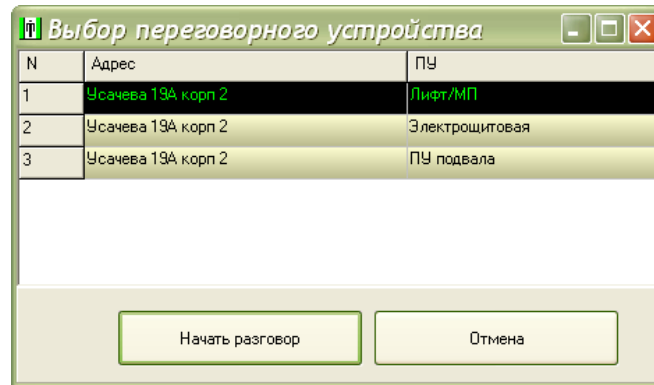 Выбор переговорного устройства
N Адрес ПУ
1 Усачева 19А корп 2 Лифт/МП
2 Усачева 19А корп 2 Электрощитовая
3 Усачева 19А корп 2 ПУ подвала
Начать разговор Отмена